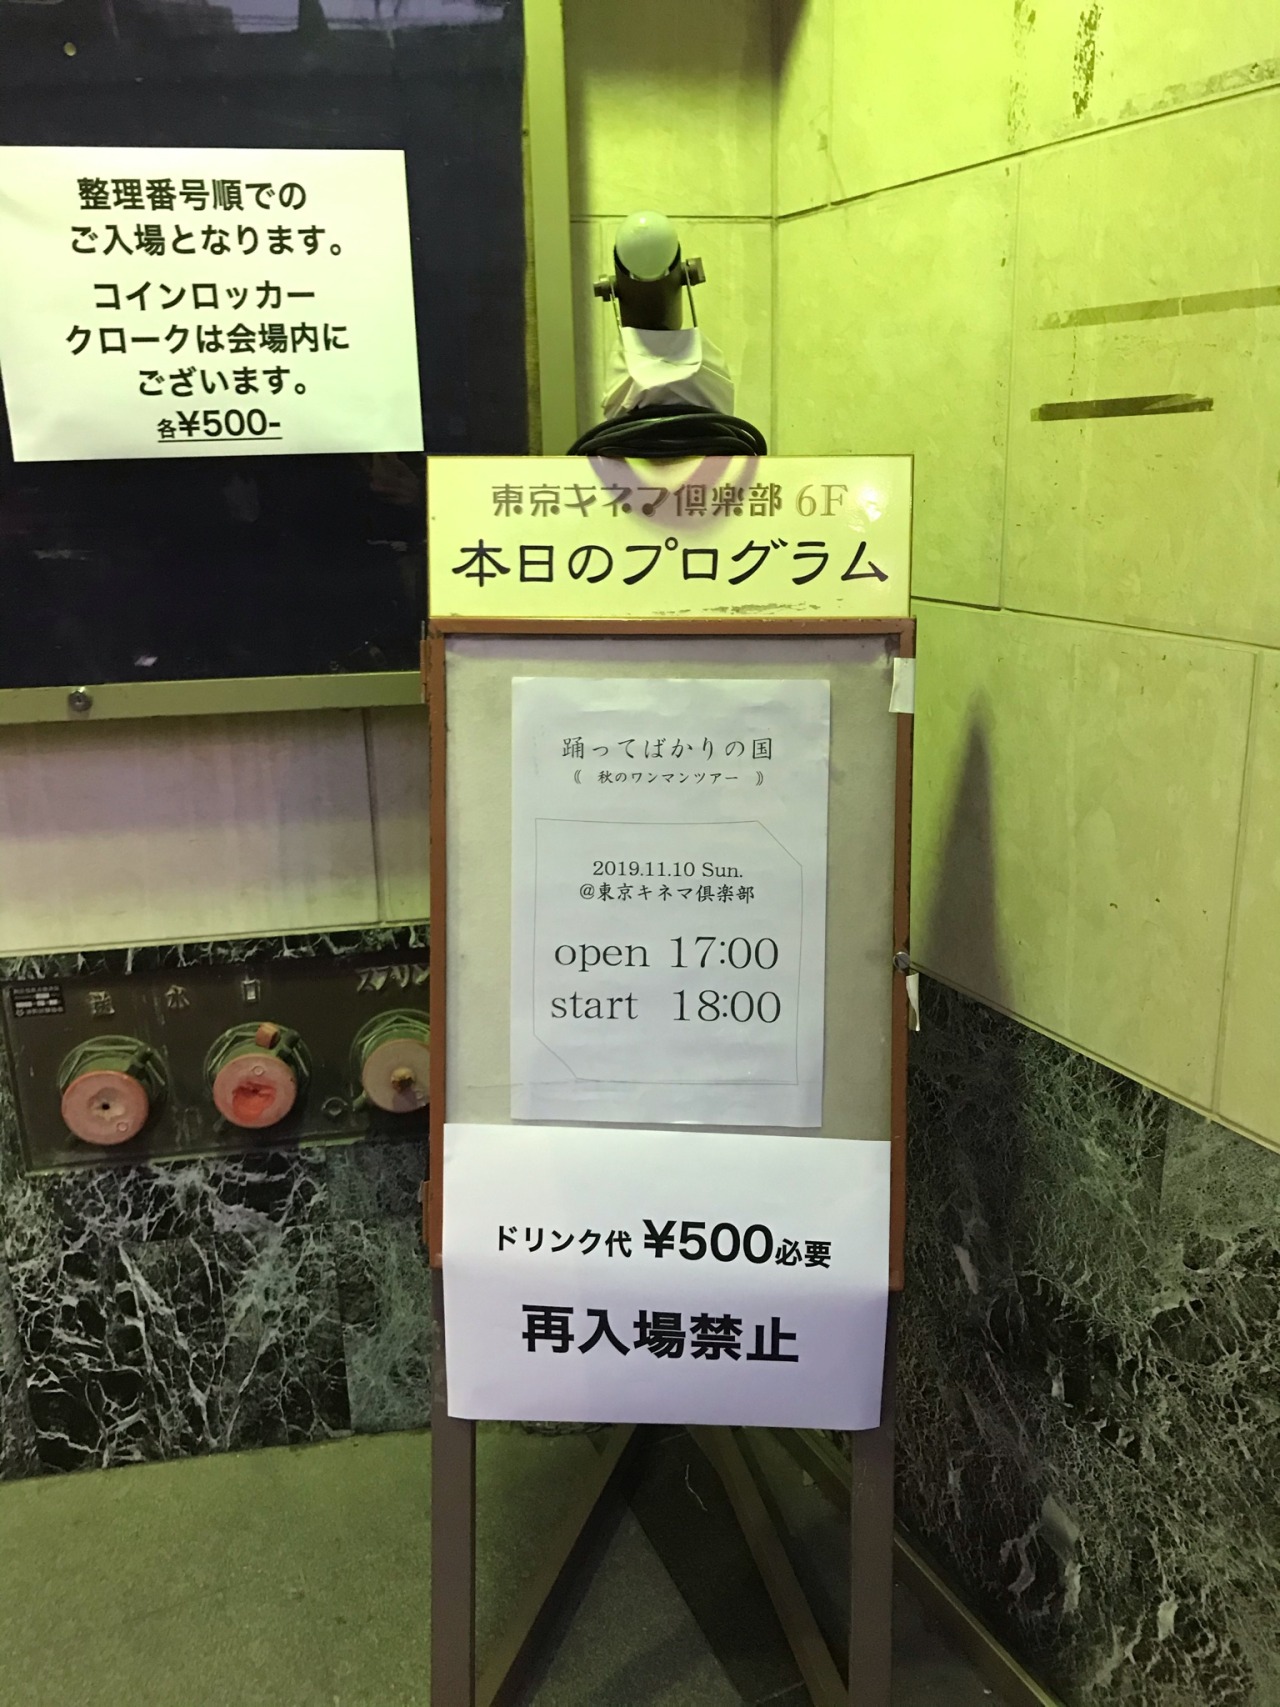 整理番号順での
ご入場となります。
コインロッカー
クロークは会場内に
ございます。
各¥500-
東京キネマ倶楽部 6F
本日のプログラム
踊ってばかりの国
《 秋のワンマンツアー 》
2019.11.10 Sun.
@東京キネマ倶楽部
open 17:00
start 18:00
ドリンク代 ¥500必要
再入場禁止